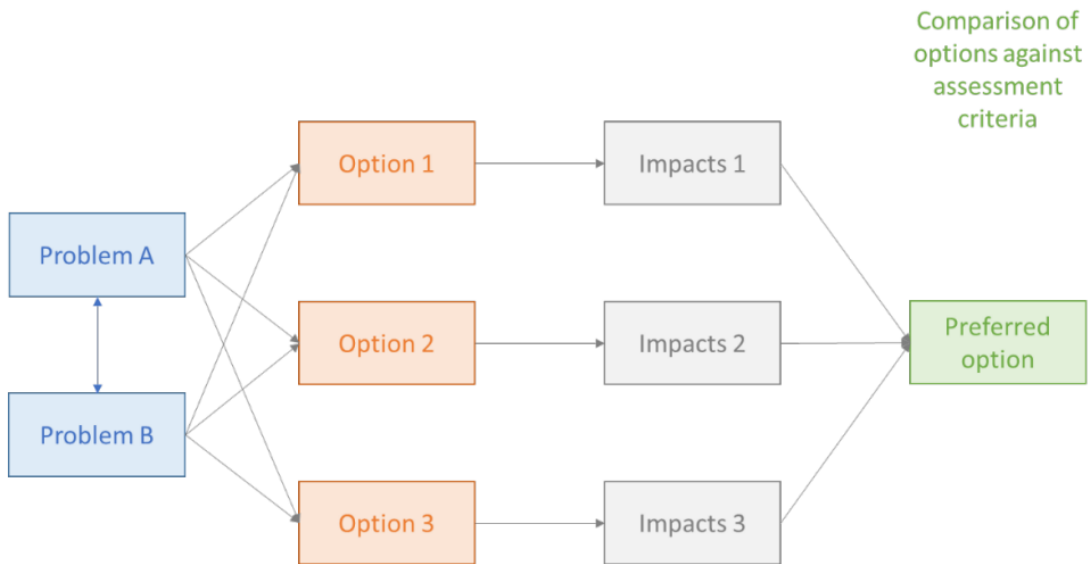 Comparison of
options against
assessment
criteria
Option 1
Impacts 1
Problem A
Option 2
Impacts 2
Preferred
option
Problem B
Option 3
Impacts 3